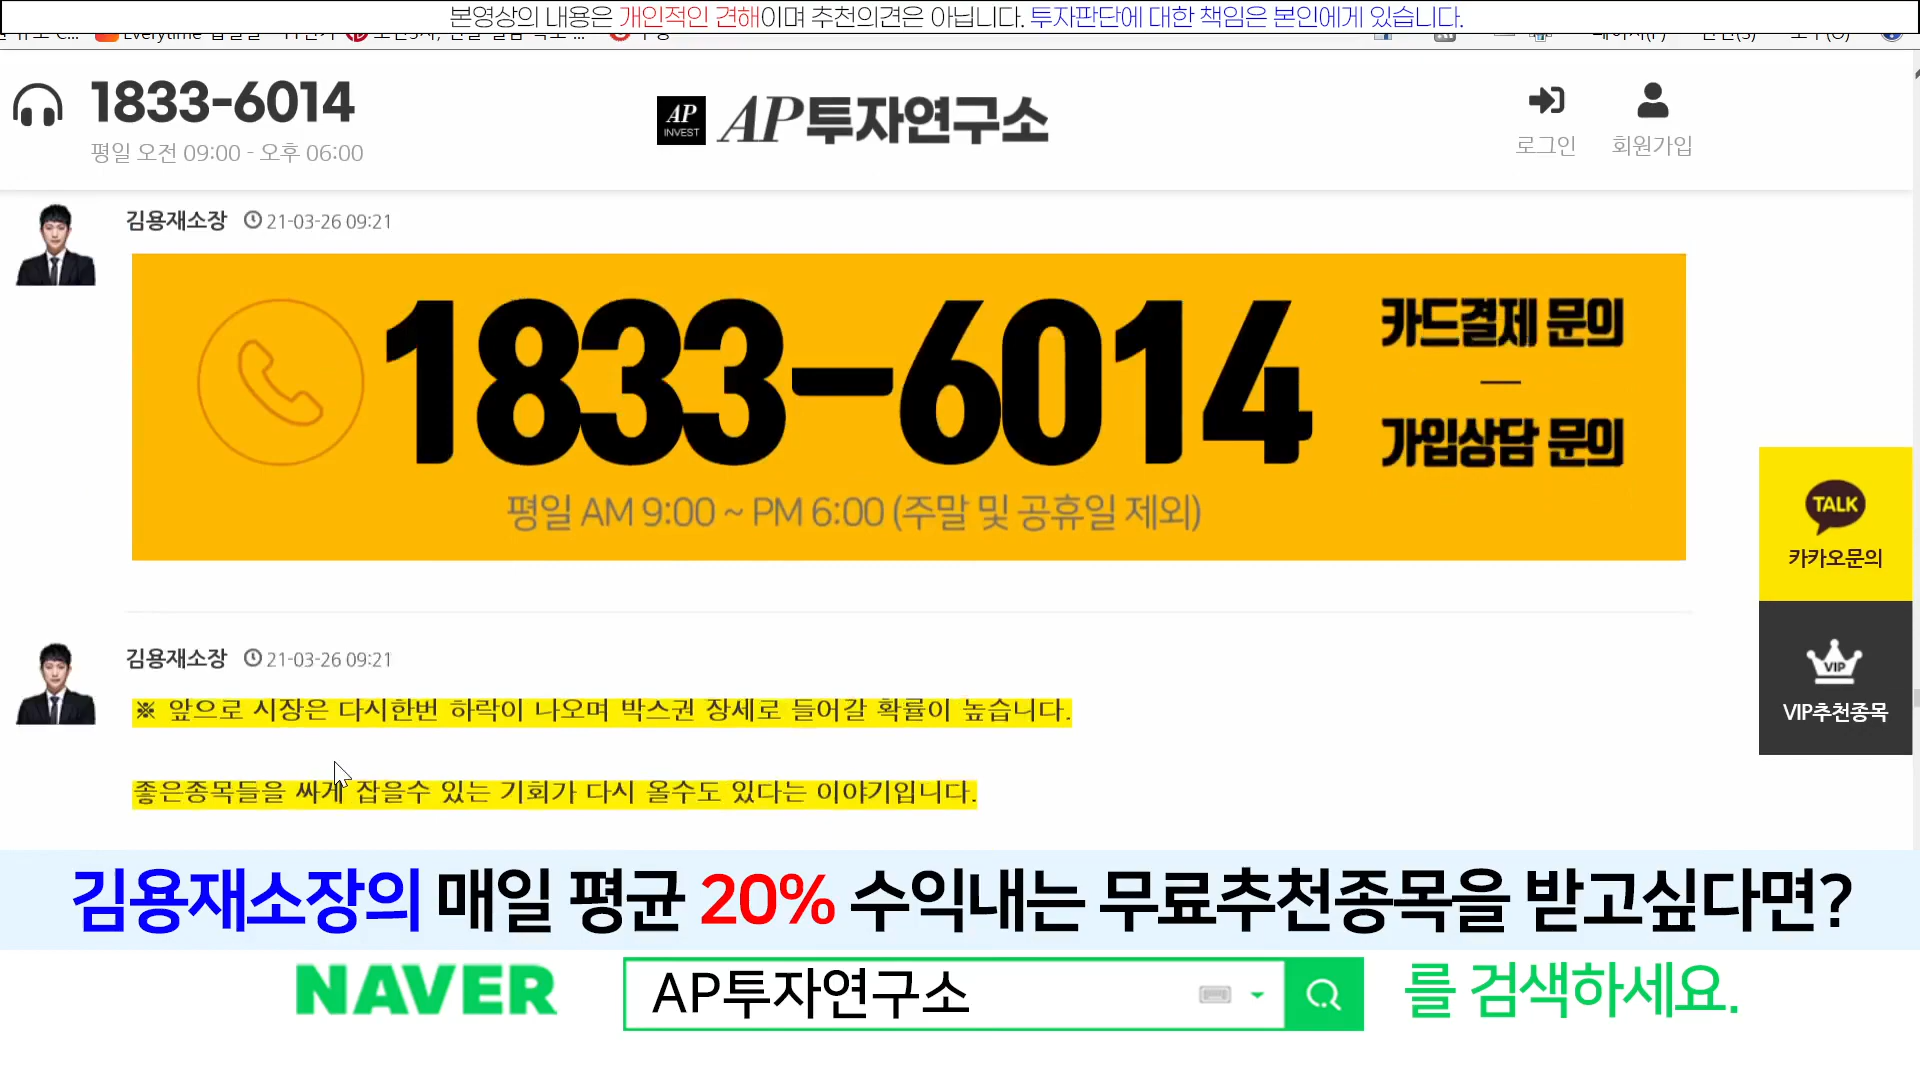 본영상의 내용은 개인적인 견해이며 추천의견은 아닙니다. 투자판단에 대한 책임은 본인에게 있습니다.
1833-6014
평일 오전 09:00 - 오후 06:00
AP
INVEST
AP투자연구소
로그인
회원가입
김용재소장 21-03-26 09:21
1833-6014
카드결제 문의
가입상담 문의
평일 AM 9:00 ~ PM 6:00 (주말 및 공휴일 제외)
TALK
카카오문의
VIP
VIP추천종목
김용재소장 21-03-26 09:21
※ 앞으로 시장은 다시한번 하락이 나오며 박스권 장세로 들어갈 확률이 높습니다.
좋은종목들을 싸게 잡을수 있는 기회가 다시 올수도 있다는 이야기입니다.
김용재소장의 매일 평균 20% 수익내는 무료추천종목을 받고싶다면?
NAVER AP투자연구소 를 검색하세요.